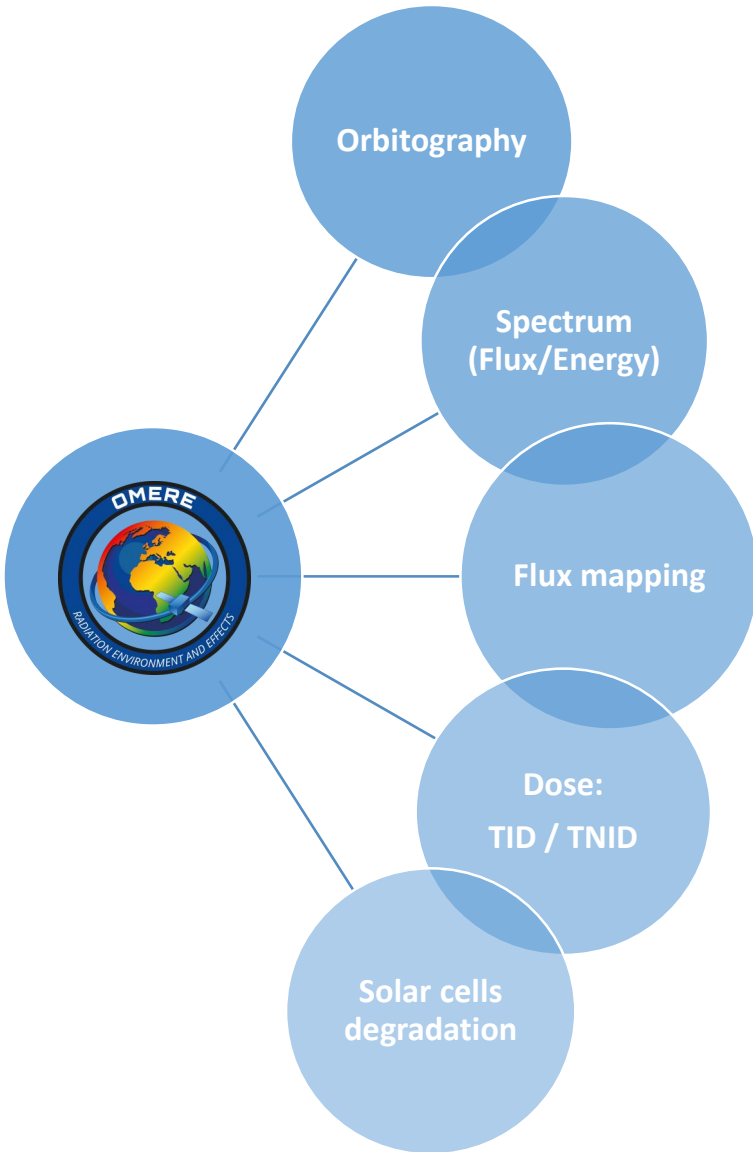 Orbitography
Spectrum
(Flux/Energy)
OMERE
RADIATION ENVIRONMENT AND EFFECTS
Flux mapping
Dose:
TID / TNID
Solar cells
degradation